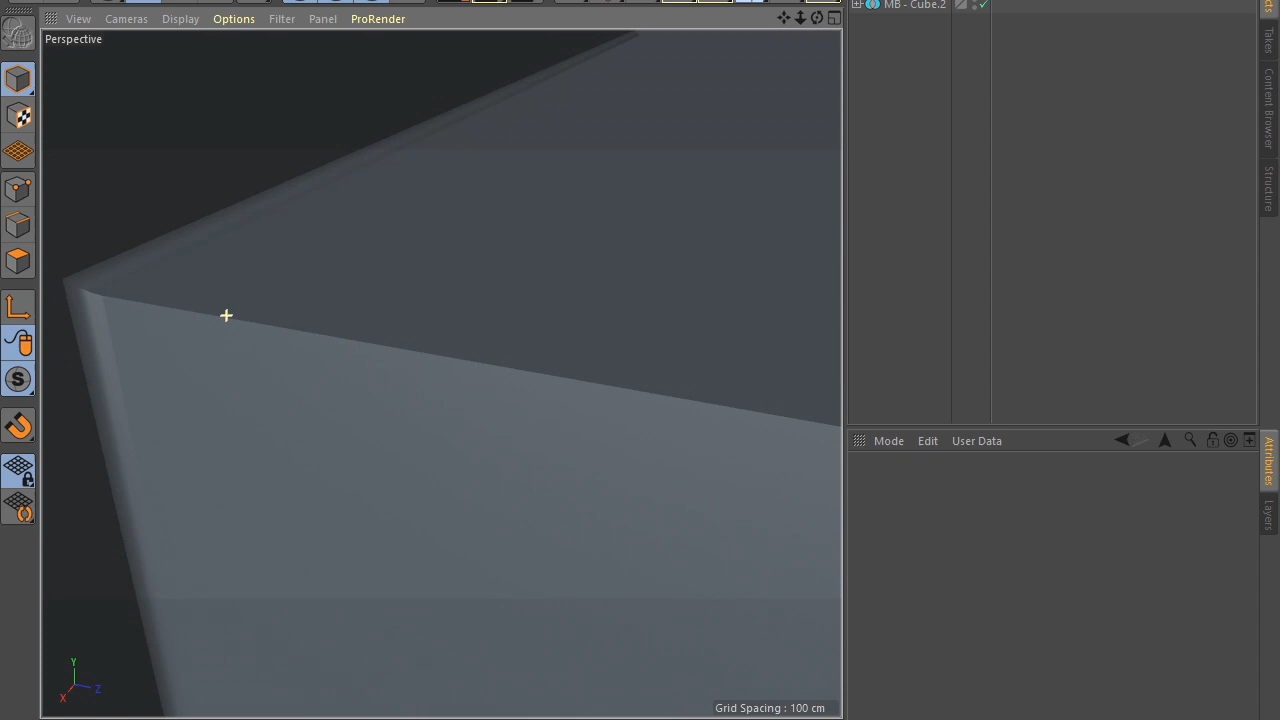 MB - Cube.2
View Cameras Display Options Filter Panel ProRender
Perspective
Takes
Content Browser
Structure
Mode Edit User Data
Attributes
Layers
S
Y
X
Z
Grid Spacing : 100 cm